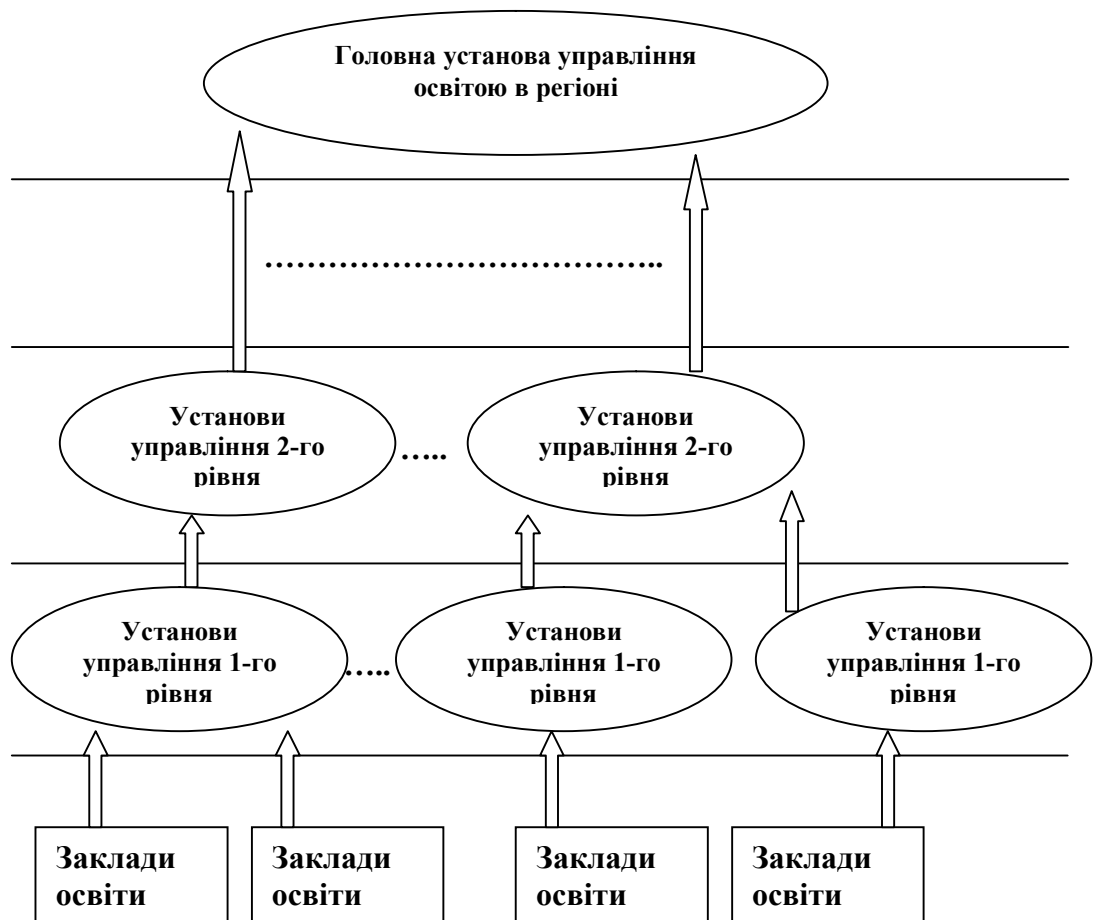 Головна установа управління
освітою в регіоні
…………………………………..
Установи
управління 2-го
рівня
…..
Установи
управління 2-го
рівня
Установи
управління 1-го
рівня
…..
Установи
управління 1-го
рівня
Установи
управління 1-го
рівня
Заклади
освіти
Заклади
освіти
Заклади
освіти
Заклади
освіти